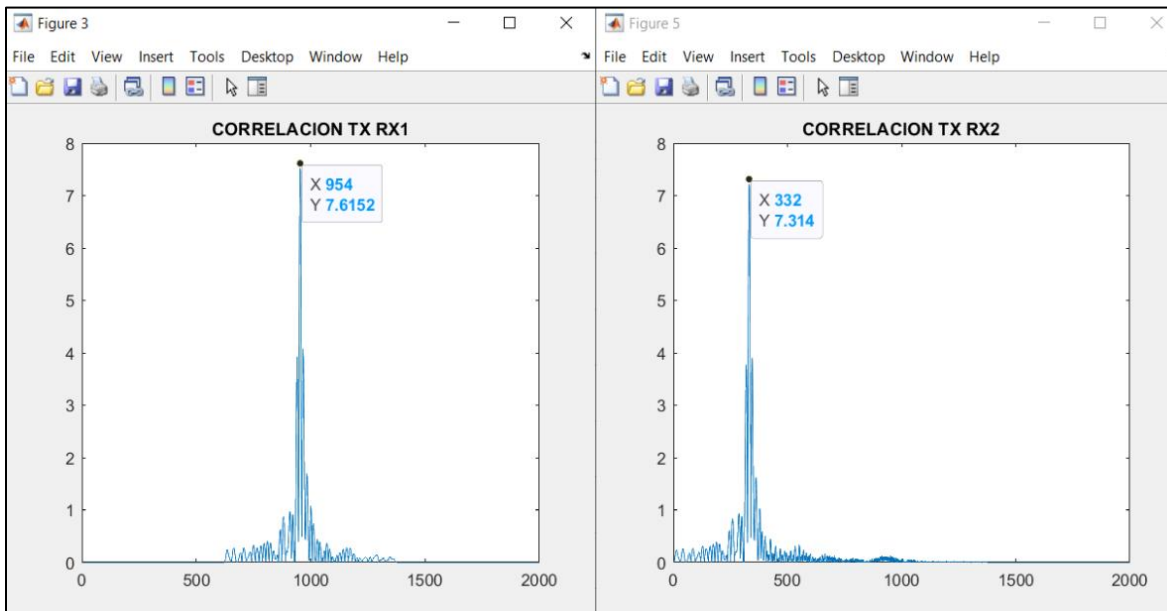 Figure 3
File Edit View Insert Tools Desktop Window Help
CORRELACION TX RX1
8
7
6
5
4
3
2
1
0
X 954
Y 7.6152
0 500 1000 1500 2000
Figure 5
File Edit View Insert Tools Desktop Window Help
CORRELACION TX RX2
8
7
6
5
4
3
2
1
0
X 332
Y 7.314
0 500 1000 1500 2000